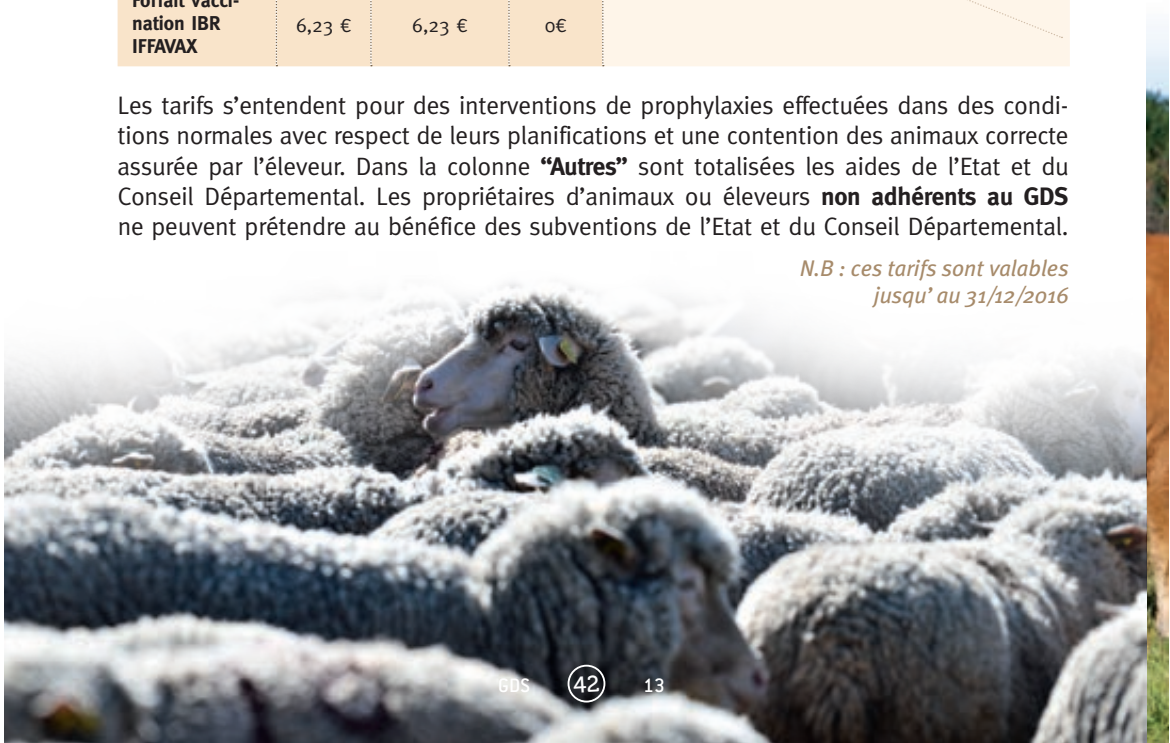 Forfait vacci-
nation IBR
IFFAVAX
6,23 €
6,23 €
0€
Les tarifs s’entendent pour des interventions de prophylaxies effectuées dans des condi-
tions normales avec respect de leurs planifications et une contention des animaux correcte
assurée par l’éleveur. Dans la colonne “Autres” sont totalisées les aides de l’Etat et du
Conseil Départemental. Les propriétaires d’animaux ou éleveurs non adhérents au GDS
ne peuvent prétendre au bénéfice des subventions de l’Etat et du Conseil Départemental.
N.B : ces tarifs sont valables
jusqu’ au 31/12/2016
GDS 42 13